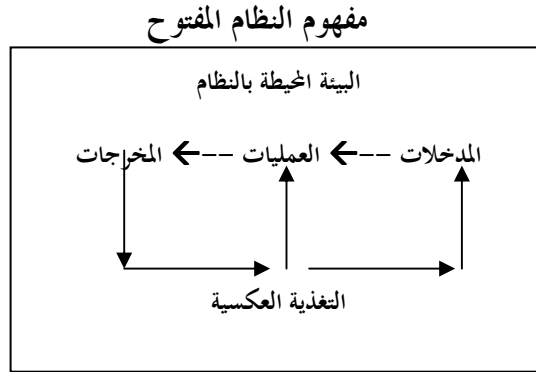 مفهوم النظام المفتوح
البيئة المحيطة بالنظام
المدخلات --← العمليات --← المخرجات
التغذية العكسية